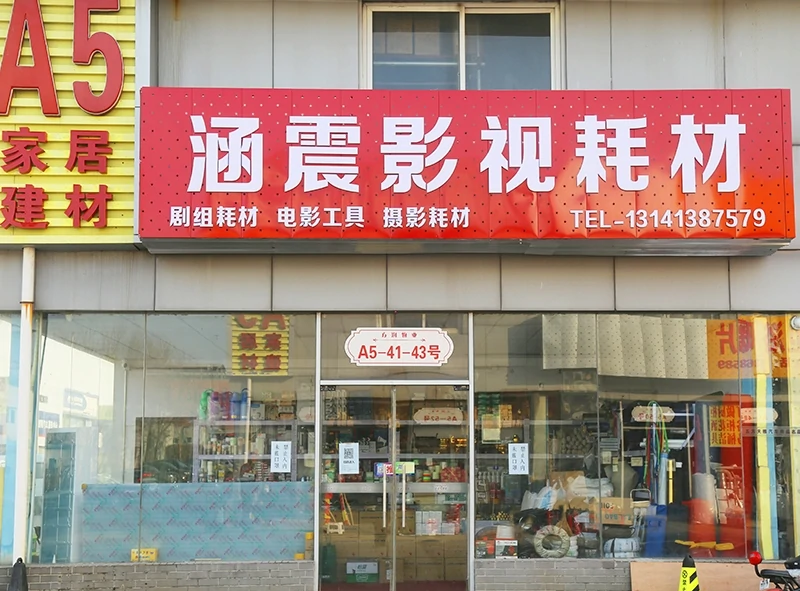 A5
家居
建材
涵震影视耗材
剧组耗材 电影工具 摄影耗材
TEL-13141387579
A5-41-43号
推